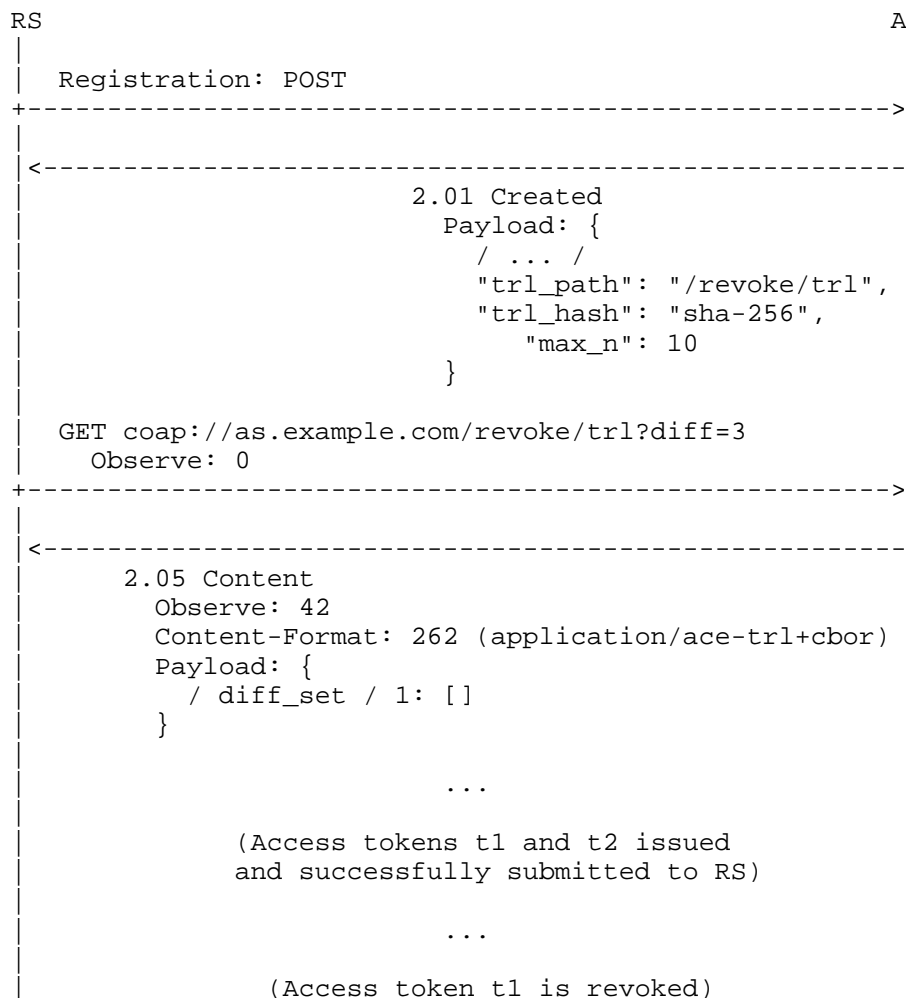 RS                                                     A
|
|  Registration: POST
+------------------------------------------------------>
|
|<------------------------------------------------------
|                        2.01 Created
|                          Payload: {
|                            / ... /
|                            "trl_path": "/revoke/trl",
|                            "trl_hash": "sha-256",
|                               "max_n": 10
|                          }
|
|  GET coap://as.example.com/revoke/trl?diff=3
|    Observe: 0
+------------------------------------------------------>
|
|<------------------------------------------------------
|      2.05 Content
|        Observe: 42
|        Content-Format: 262 (application/ace-trl+cbor)
|        Payload: {
|          / diff_set / 1: []
|        }
|
|                          ...
|
|             (Access tokens t1 and t2 issued
|             and successfully submitted to RS)
|
|                          ...
|
|               (Access token t1 is revoked)